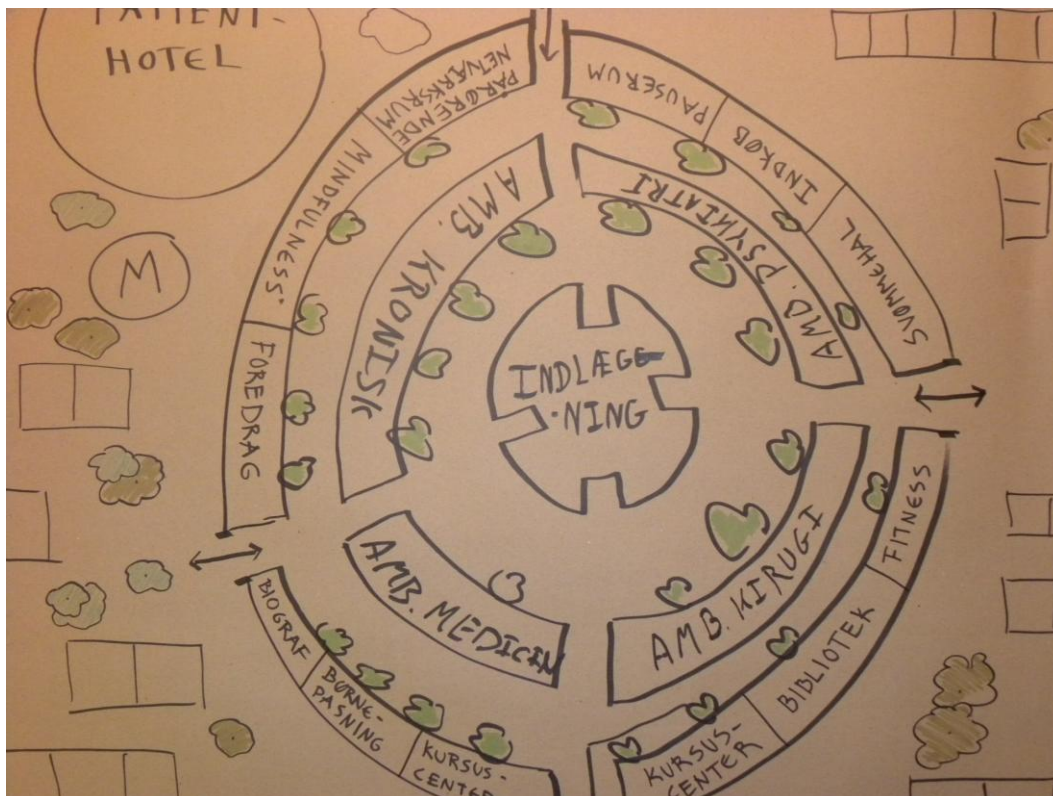 PATIENT-
HOTEL
PÅRØRENDE
NETVÆRKSRUM
PAUSERUM
MINDFULNESS
INDKØB
AMB. KRONISK
AMB. PSYKIATRI
SVØMMEHAL
M
FOREDRAG
INDLÆG-
-NING
FITNESS
AMB. MEDICIN
AMB. KIRUGI
BIOGRAF
BIBLIOTEK
BØRNE-
PASNING
KURSUS-
CENTER
KURSUS-
CENTER